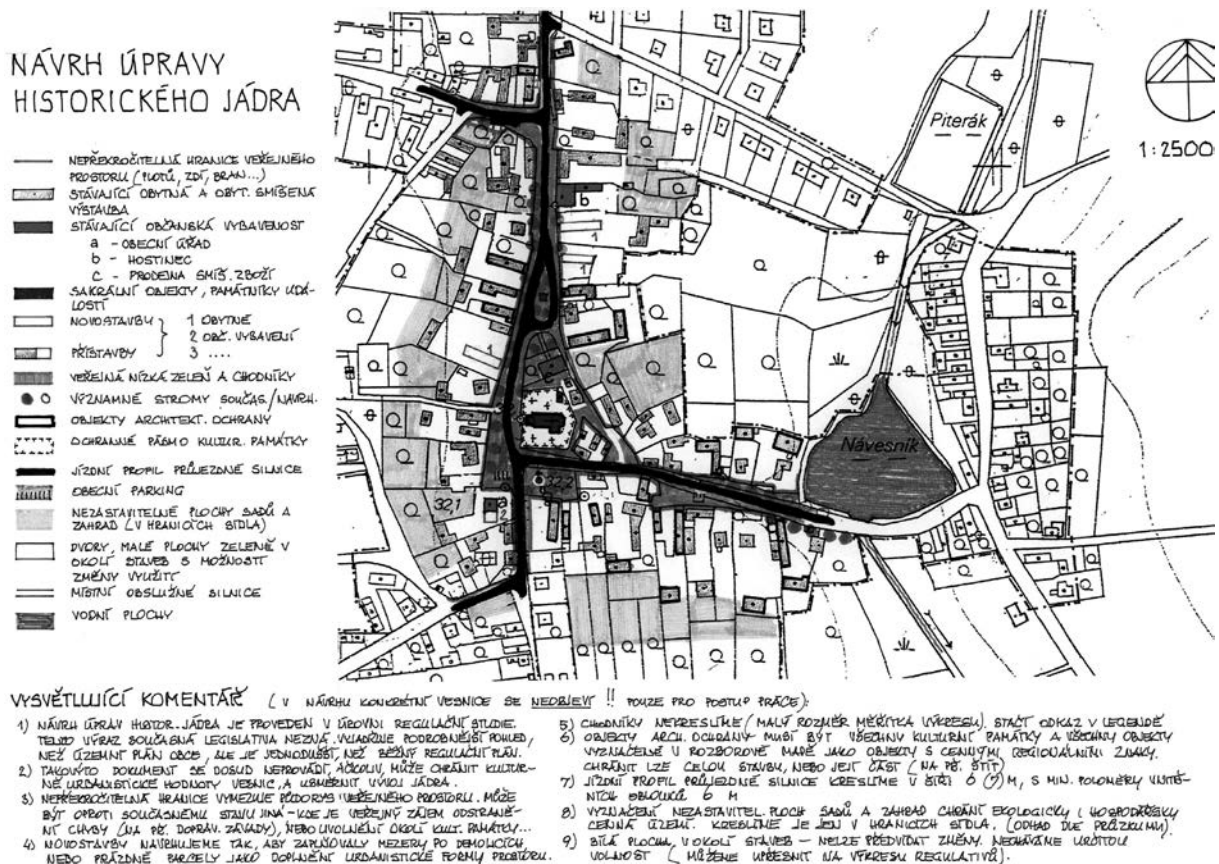 NÁVRH ÚPRAVY
HISTORICKÉHO JÁDRA
NEPŘEKROČITELNÁ HRANICE VEŘEJNÉHO
PROSTORU (PLOTŮ, ZDÍ, BRAN...)
STÁVAJÍCÍ OBYTNÁ A OBYT. SMÍŠENÁ
VÝSTAVBA
STÁVAJÍCÍ OBČANSKÁ VYBAVENOST
a - OBECNÍ ÚŘAD
b - HOSTINEC
c - PRODEJNA SMÍŠ. ZBOŽÍ
SAKRÁLNÍ OBJEKTY, PAMÁTNÍKY UDÁ-
LOSTÍ
NOVOSTAVBY
PŘÍSTAVBY
1 OBYTNÉ
2 OBČ. VYBAVENÍ
3 ....
VEŘEJNÁ NÍZKÁ ZELEŇ A CHODNÍKY
VÝZNAMNÉ STROMY SOUČAS./NÁVRH.
OBJEKTY ARCHITEKT. OCHRANY
OCHRANNÉ PÁSMO KULTUR. PAMÁTKY
JÍZDNÍ PROFIL PRŮJEZDNÉ SILNICE
OBECNÍ PARKING
NEZASTAVITELNÉ PLOCHY SADŮ A
ZAHRAD (V HRANICÍCH SÍDLA)
DVORY, MALÉ PLOCHY ZELENĚ V
OKOLÍ STAVEB S MOŽNOSTÍ
ZMĚNY VYUŽITÍ
MÍSTNÍ OBSLUŽNÉ SILNICE
VODNÍ PLOCHY
Piterák
1:2500
Návesník
32,1
32,2
VYSVĚTLUJÍCÍ KOMENTÁŘ (V NÁVRHU KONKRÉTNÍ VESNICE SE NEOBJEVÍ !! POUZE PRO POSTUP PRÁCE):
1) NÁVRH ÚPRAV HISTOR. JÁDRA JE PROVEDEN V ÚROVNI REGULAČNÍ STUDIE.
TENTO VÝRAZ SOUČASNÁ LEGISLATIVA NEZNÁ. VYJADŘUJE PODROBNĚJŠÍ POHLED,
NEŽ ÚZEMNÍ PLÁN OBCE, ALE JE JEDNODUŠŠÍ, NEŽ BĚŽNÝ REGULAČNÍ PLÁN.
2) TAKOVÝTO DOKUMENT SE DOSUD NEPROVÁDÍ, AČKOLIV, MŮŽE CHRÁNIT KULTUR-
NĚ URBANISTICKÉ HODNOTY VESNIC, A USMĚRNIT VÝVOJ JÁDRA.
3) NEPŘEKROČITELNÁ HRANICE VYMEZUJE PŮDORYS VEŘEJNÉHO PROSTORU. MŮŽE
BÝT OPROTI SOUČASNÉMU STAVU JINÁ - KDE JE VEŘEJNÝ ZÁJEM ODSTRANĚ-
NÍ CHYBY (NA PŘ. DOPRAV. ZÁVADY), NEBO UVOLNĚNÍ OKOLÍ KULT. PAMÁTKY...
4) NOVOSTAVBY NAVRHUJEME TAK, ABY ZAPLŇOVALY MEZERY PO DEMOLICÍCH,
NEBO PRÁZDNÉ PARCELY JAKO DOPLNĚNÍ URBANISTICKÉ FORMY PROSTORU.
5) CHODNÍKY NEKRESLÍME (MALÝ ROZMĚR MĚŘÍTKA VÝKRESU). STAČÍ ODKAZ V LEGENDĚ
6) OBJEKTY ARCH. OCHRANY MUSÍ BÝT VŠECHNY KULTURNÍ PAMÁTKY A VŠECHNY OBJEKTY
VYZNAČENÉ V ROZBOROVÉ MAPĚ JAKO OBJEKTY S CENNÝMI REGIONÁLNÍMI ZNAKY.
CHRÁNIT LZE CELOU STAVBU, NEBO JEJÍ ČÁST (NA PŘ. ŠTÍT)
7) JÍZDNÍ PROFIL PRŮJEZDNÉ SILNICE KRESLÍME V ŠÍŘI 6 (7) M, S MIN. POLOMĚRY VNITŘ-
NÍCH OBLOUKŮ 6 M
8) VYZNAČENÍ NEZASTAVITEL. PLOCH SADŮ A ZAHRAD CHRÁNÍ EKOLOGICKY I HOSPODÁŘSKY
CENNÁ ÚZEMÍ. KRESLÍME JE JEN V HRANICÍCH SÍDLA. (ODHAD DLE PRŮZKUMU).
9) BÍLÁ PLOCHA V OKOLÍ STAVEB - NELZE PŘEDVÍDAT ZMĚNY. NECHÁVÁME URČITOU
VOLNOST (MŮŽEME UPŘESNIT NA VÝKRESU REGULATIVŮ).